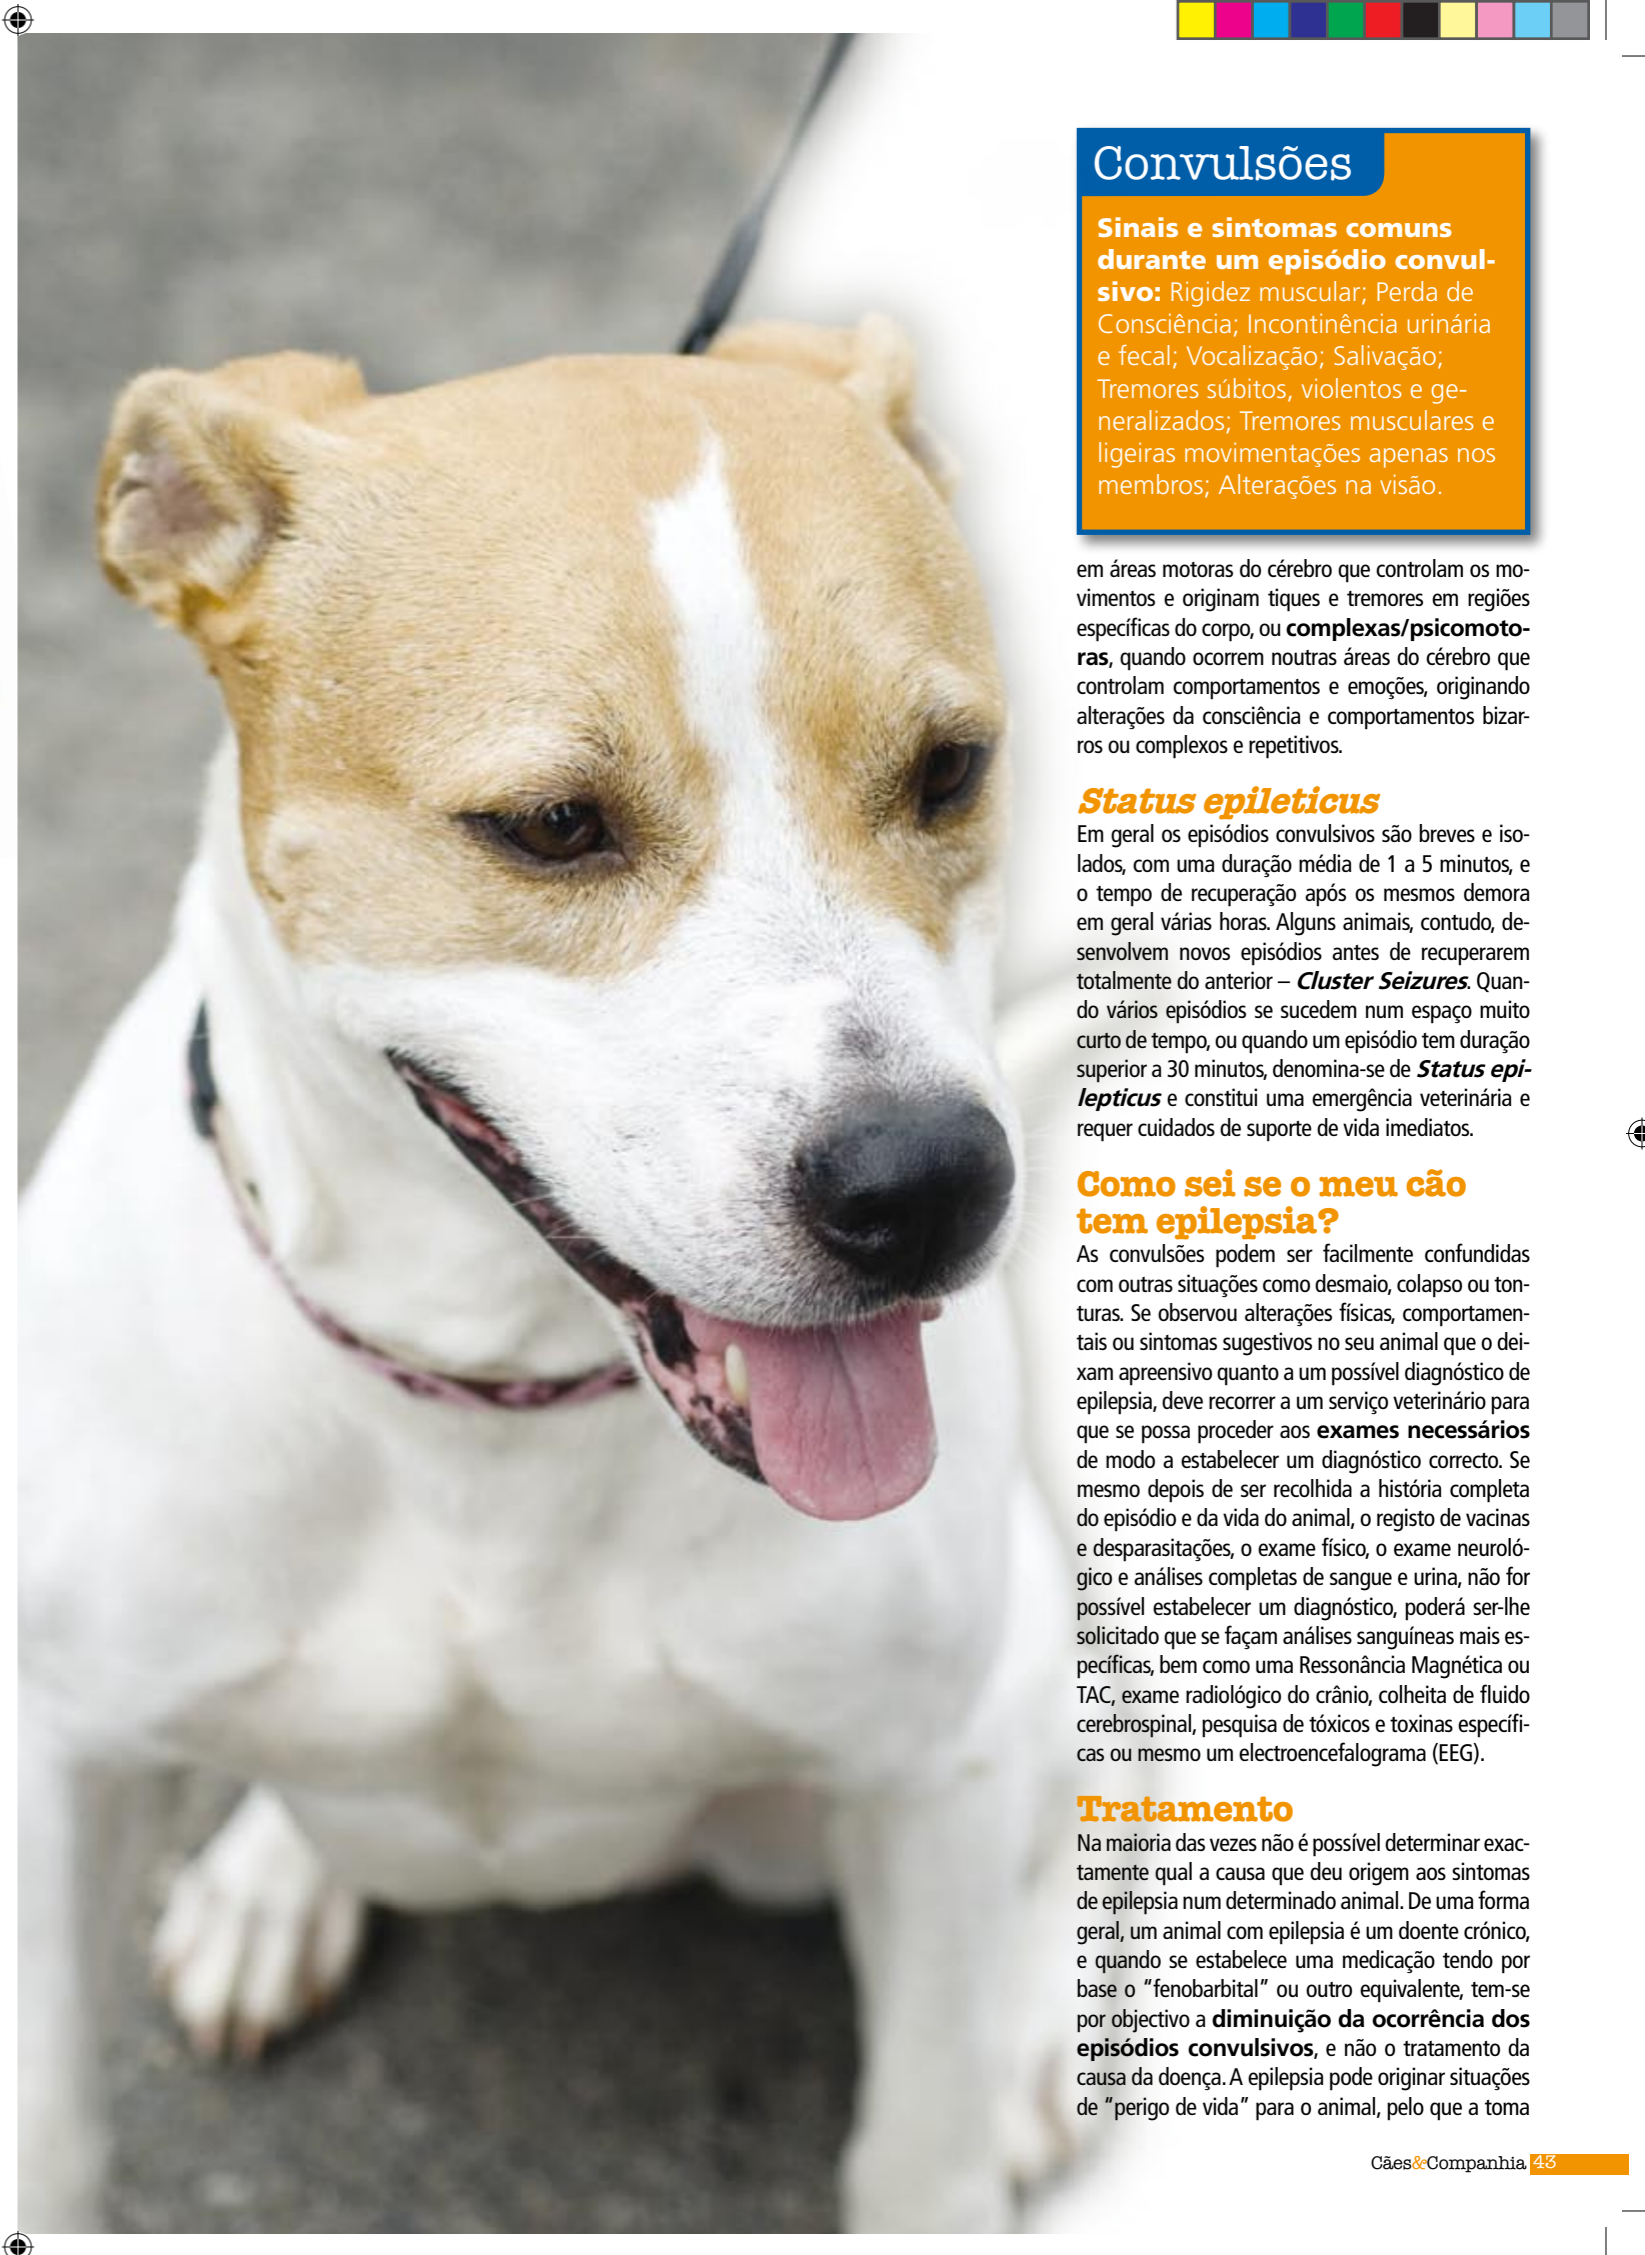 Convulsões
Sinais e sintomas comuns
durante um episódio convul-
sivo: Rigidez muscular; Perda de
Consciência; Incontinência urinária
e fecal; Vocalização; Salivação;
Tremores súbitos, violentos e ge-
neralizados; Tremores musculares e
ligeiras movimentações apenas nos
membros; Alterações na visão.
em áreas motoras do cérebro que controlam os mo-
vimentos e originam tiques e tremores em regiões
específicas do corpo, ou complexas/psicomoto-
ras, quando ocorrem noutras áreas do cérebro que
controlam comportamentos e emoções, originando
alterações da consciência e comportamentos bizar-
ros ou complexos e repetitivos.
Status epileticus
Em geral os episódios convulsivos são breves e iso-
lados, com uma duração média de 1 a 5 minutos, e
o tempo de recuperação após os mesmos demora
em geral várias horas. Alguns animais, contudo, de-
senvolvem novos episódios antes de recuperarem
totalmente do anterior – Cluster Seizures. Quan-
do vários episódios se sucedem num espaço muito
curto de tempo, ou quando um episódio tem duração
superior a 30 minutos, denomina-se de Status epi-
lepticus e constitui uma emergência veterinária e
requer cuidados de suporte de vida imediatos.
Como sei se o meu cão
tem epilepsia?
As convulsões podem ser facilmente confundidas
com outras situações como desmaio, colapso ou ton-
turas. Se observou alterações físicas, comportamen-
tais ou sintomas sugestivos no seu animal que o dei-
xam apreensivo quanto a um possível diagnóstico de
epilepsia, deve recorrer a um serviço veterinário para
que se possa proceder aos exames necessários
de modo a estabelecer um diagnóstico correcto. Se
mesmo depois de ser recolhida a história completa
do episódio e da vida do animal, o registo de vacinas
e desparasitações, o exame físico, o exame neuroló-
gico e análises completas de sangue e urina, não for
possível estabelecer um diagnóstico, poderá ser-lhe
solicitado que se façam análises sanguíneas mais es-
pecíficas, bem como uma Ressonância Magnética ou
TAC, exame radiológico do crânio, colheita de fluido
cerebrospinal, pesquisa de tóxicos e toxinas específi-
cas ou mesmo um electroencefalograma (EEG).
Tratamento
Na maioria das vezes não é possível determinar exac-
tamente qual a causa que deu origem aos sintomas
de epilepsia num determinado animal. De uma forma
geral, um animal com epilepsia é um doente crónico,
e quando se estabelece uma medicação tendo por
base o “fenobarbital” ou outro equivalente, tem-se
por objectivo a diminuição da ocorrência dos
episódios convulsivos, e não o tratamento da
causa da doença. A epilepsia pode originar situações
de “perigo de vida” para o animal, pelo que a toma
Cães&Companhia 43